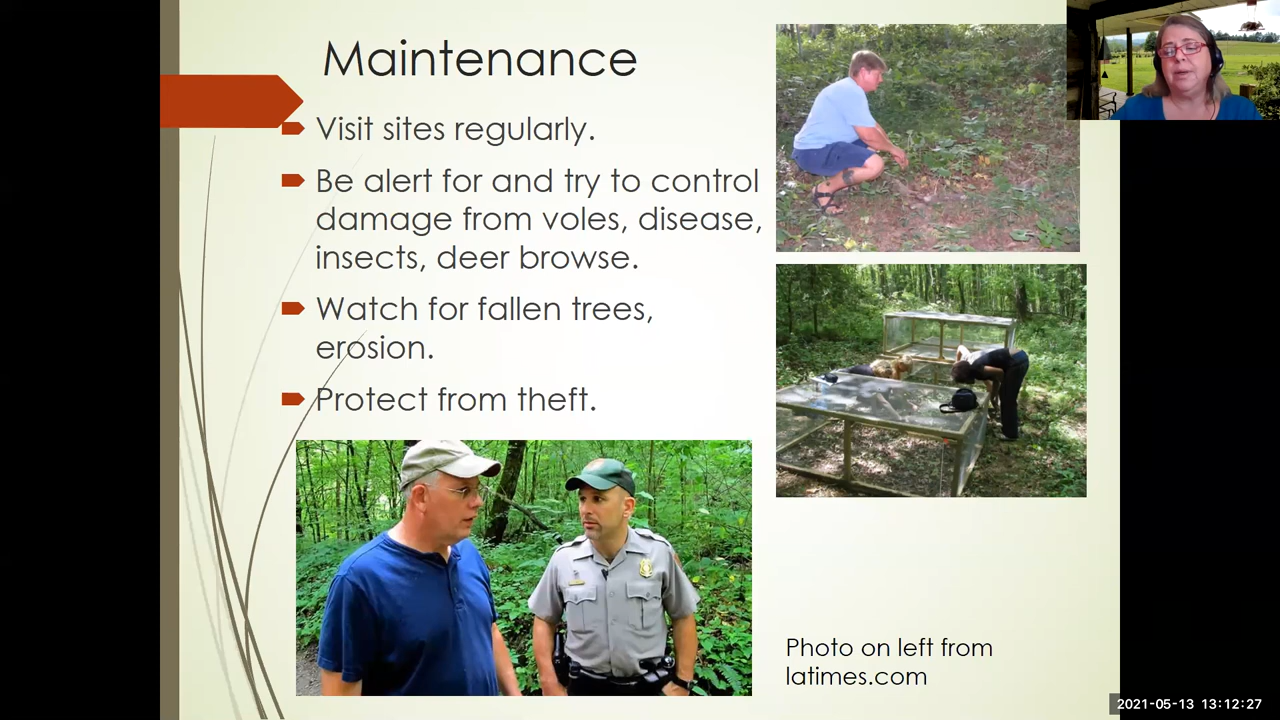 Maintenance
Visit sites regularly.
Be alert for and try to control
damage from voles, disease,
insects, deer browse.
Watch for fallen trees,
erosion.
Protect from theft.
Photo on left from
latimes.com
2021-05-13 13:12:27